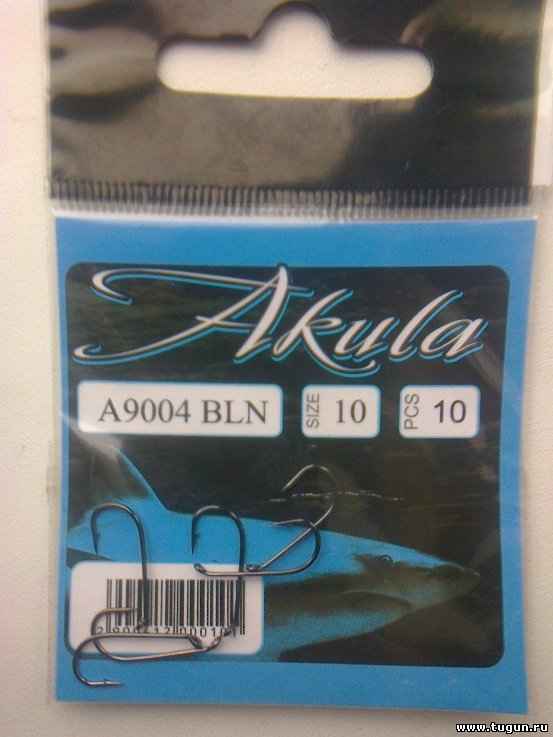 Akula
A9004 BLN
SIZE 10
PCS 10
www.tugun.ru